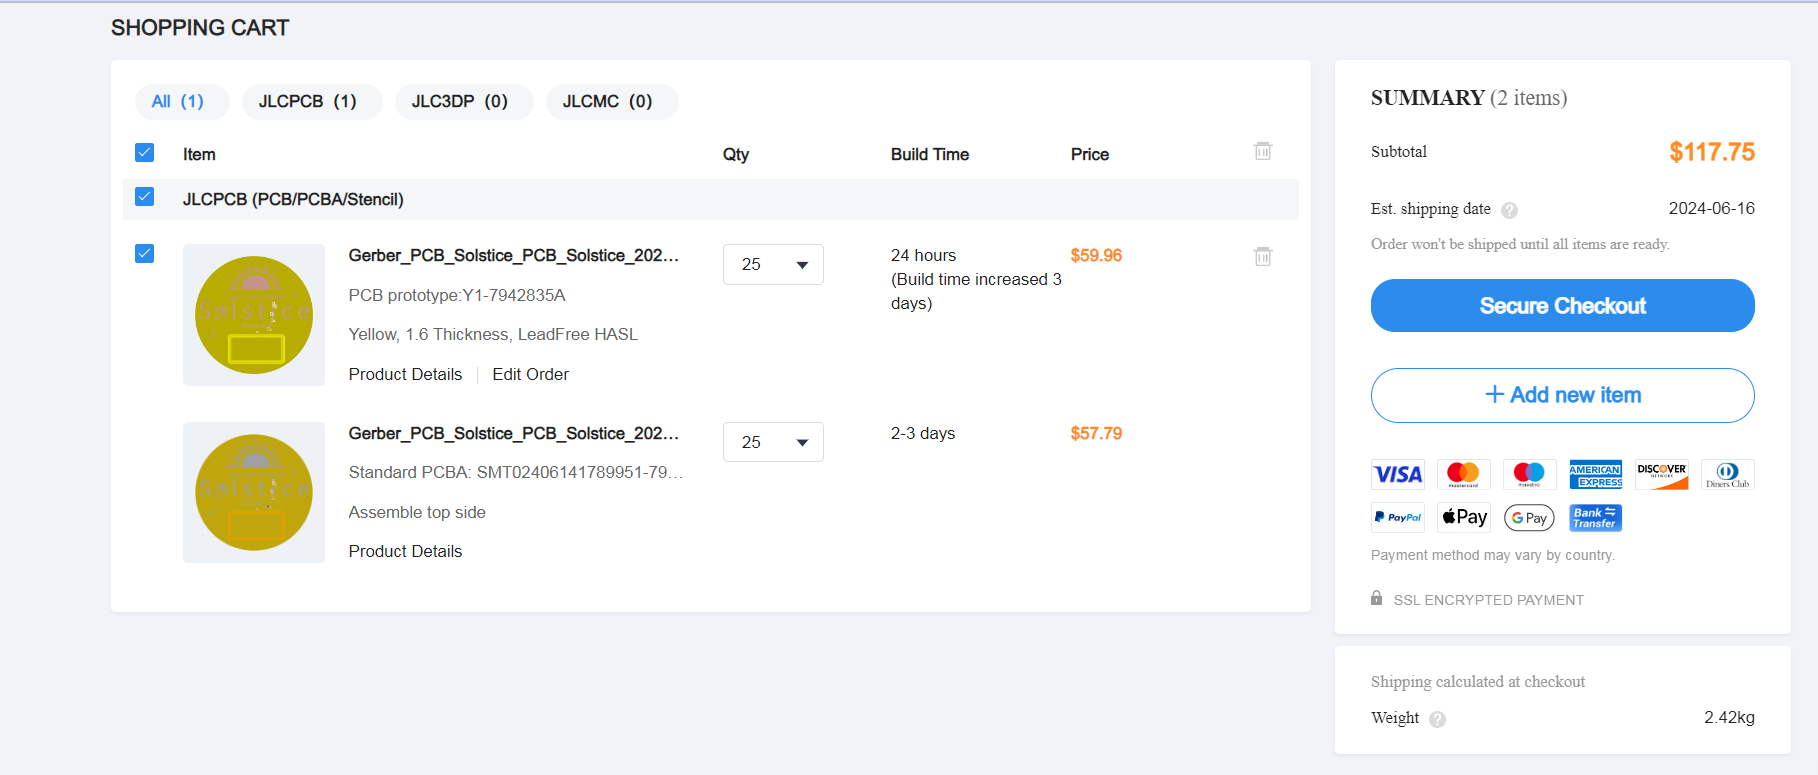 SHOPPING CART
All (1)
JLCPCB (1)
JLC3DP (0)
JLCMC (0)
Item
Qty
Build Time
Price
JLCPCB (PCB/PCBA/Stencil)
Solstice
Gerber_PCB_Solstice_PCB_Solstice_202...
PCB prototype:Y1-7942835A
Yellow, 1.6 Thickness, LeadFree HASL
Product Details
Edit Order
25
24 hours
(Build time increased 3
days)
$59.96
Solstice
Gerber_PCB_Solstice_PCB_Solstice_202...
Standard PCBA: SMT02406141789951-79...
Assemble top side
Product Details
25
2-3 days
$57.79
SUMMARY (2 items)
Subtotal
$117.75
Est. shipping date ?
2024-06-16
Order won't be shipped until all items are ready.
Secure Checkout
+ Add new item
VISA
mastercard
maestro
AMERICAN
EXPRESS
DISCOVER
NETWORK
Diners Club
PayPal
Pay
G Pay
Bank
Transfer
Payment method may vary by country.
SSL ENCRYPTED PAYMENT
Shipping calculated at checkout
Weight ?
2.42kg